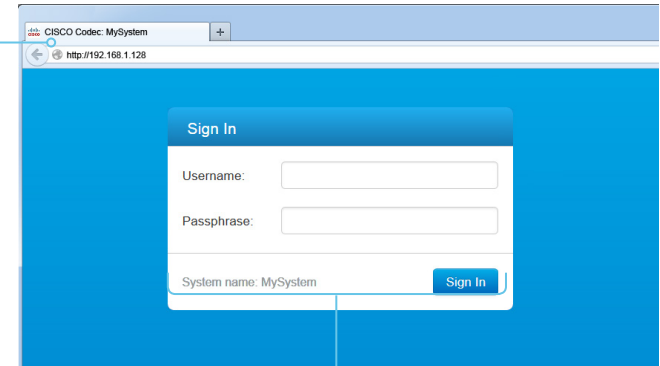 CISCO Codec: MySystem
http://192.168.1.128
Sign In
Username:
Passphrase:
System name: MySystem
Sign In